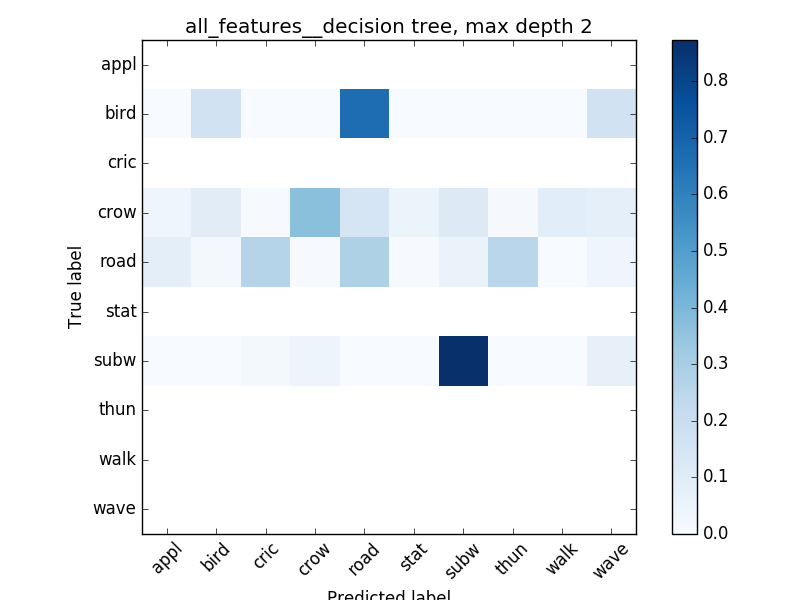 all_features__decision tree, max depth 2
appl
bird
cric
crow
road
stat
subw
thun
walk
wave
True label
appl bird cric crow road stat subw thun walk wave
Predicted label
0.8
0.7
0.6
0.5
0.4
0.3
0.2
0.1
0.0